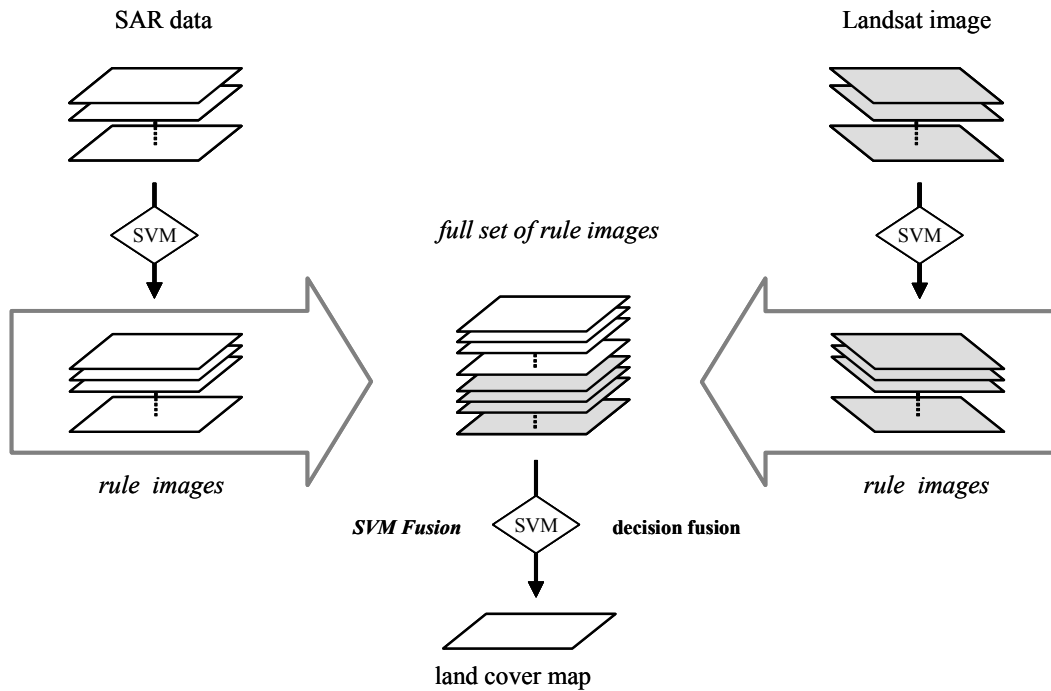 SAR data
Landsat image
SVM
SVM
full set of rule images
rule images
rule images
SVM Fusion
SVM
decision fusion
land cover map